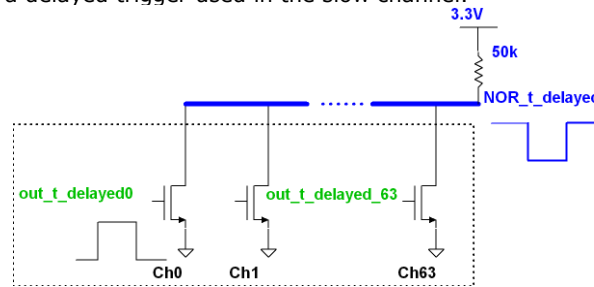 a delayed trigger used in the slow channel.
3.3V
50k
NOR_t_delayed
out_t_delayed0
out_t_delayed_63
Ch0
Ch1
Ch63